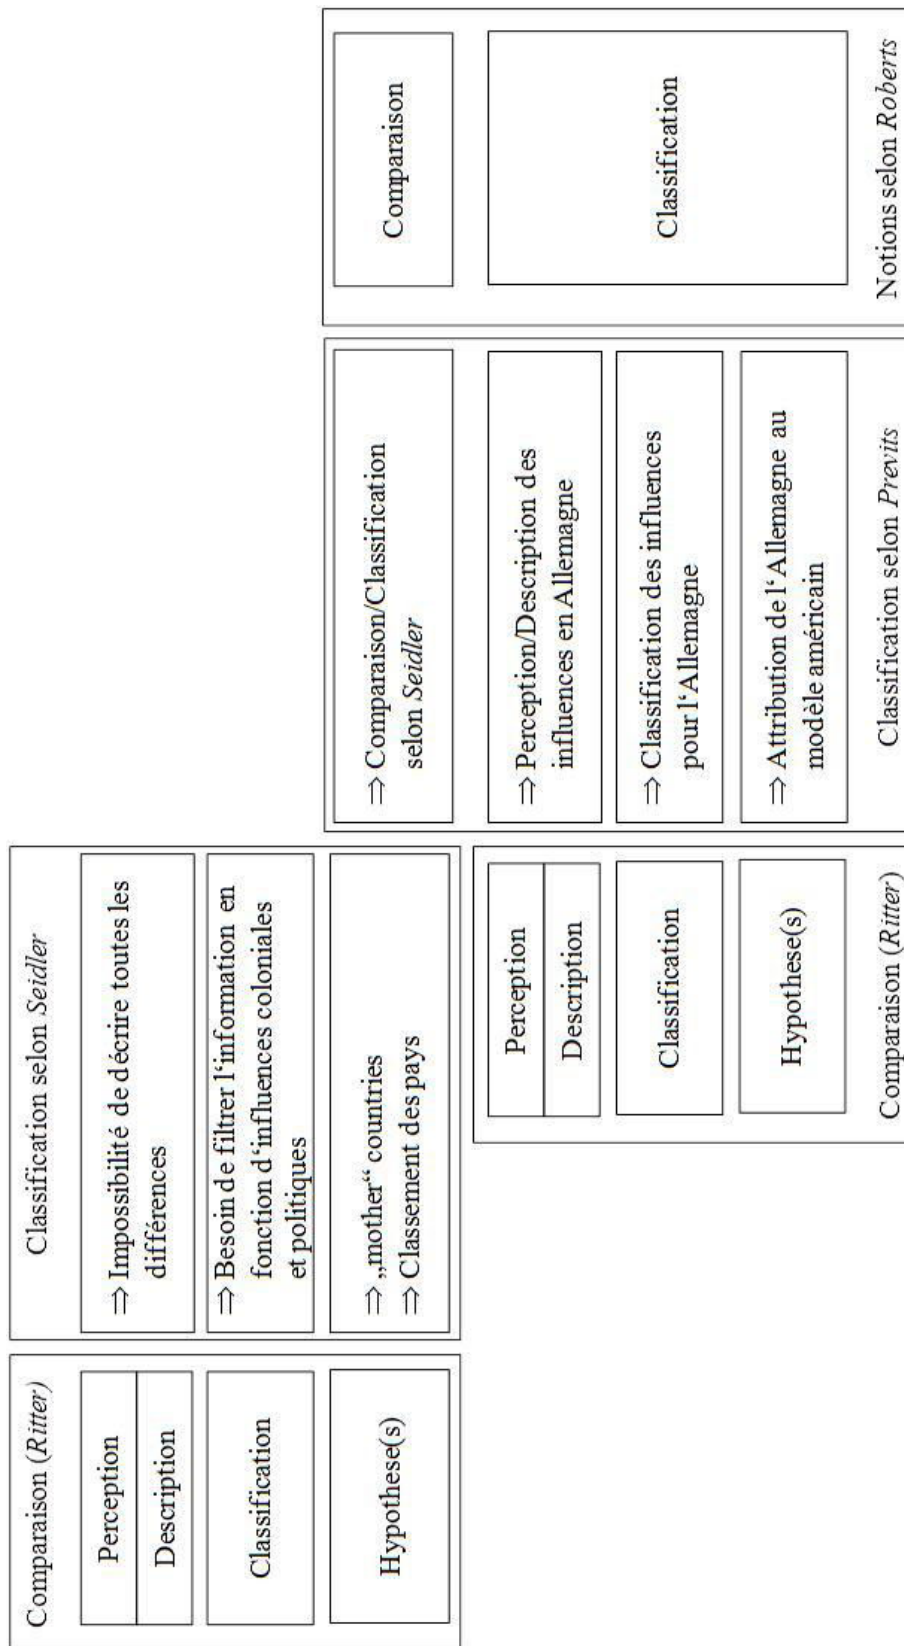 Comparaison (Ritter)
Perception
Description
Classification
Hypothese(s)
Classification selon Seidler
⇒ Impossibilité de décrire toutes les
différences
⇒ Besoin de filtrer l‘information en
fonction d‘influences coloniales
et politiques
⇒ „mother“ countries
⇒ Classement des pays
Perception
Description
Classification
Hypothese(s)
Comparaison (Ritter)
⇒ Comparaison/Classification
selon Seidler
⇒ Perception/Description des
influences en Allemagne
⇒ Classification des influences
pour l‘Allemagne
⇒ Attribution de l‘Allemagne au
modèle américain
Classification selon Previts
Comparaison
Classification
Notions selon Roberts